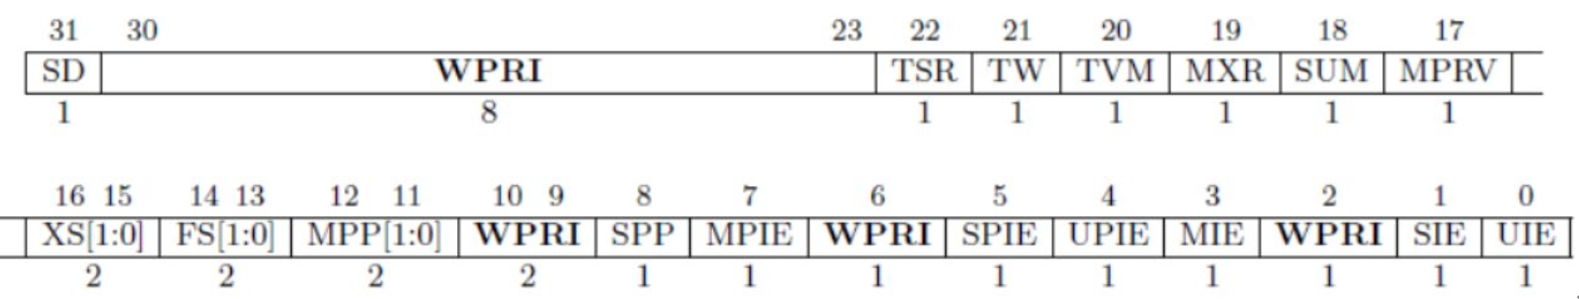 31 30 23 22 21 20 19 18 17
SD WPRI TSR TW TVM MXR SUM MPRV
1 8 1 1 1 1 1 1
16 15 14 13 12 11 10 9 8 7 6 5 4 3 2 1 0
XS[1:0] FS[1:0] MPP[1:0] WPRI SPP MPIE WPRI SPIE UPIE MIE WPRI SIE UIE
2 2 2 2 1 1 1 1 1 1 1 1 1